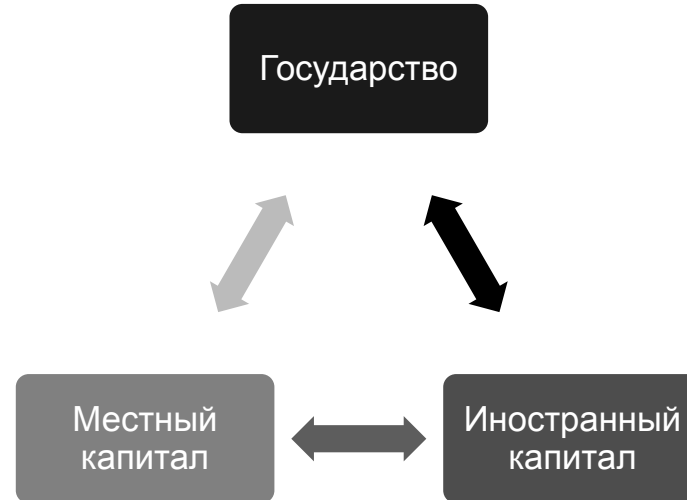 Государство
Местный
капитал
Иностранный
капитал